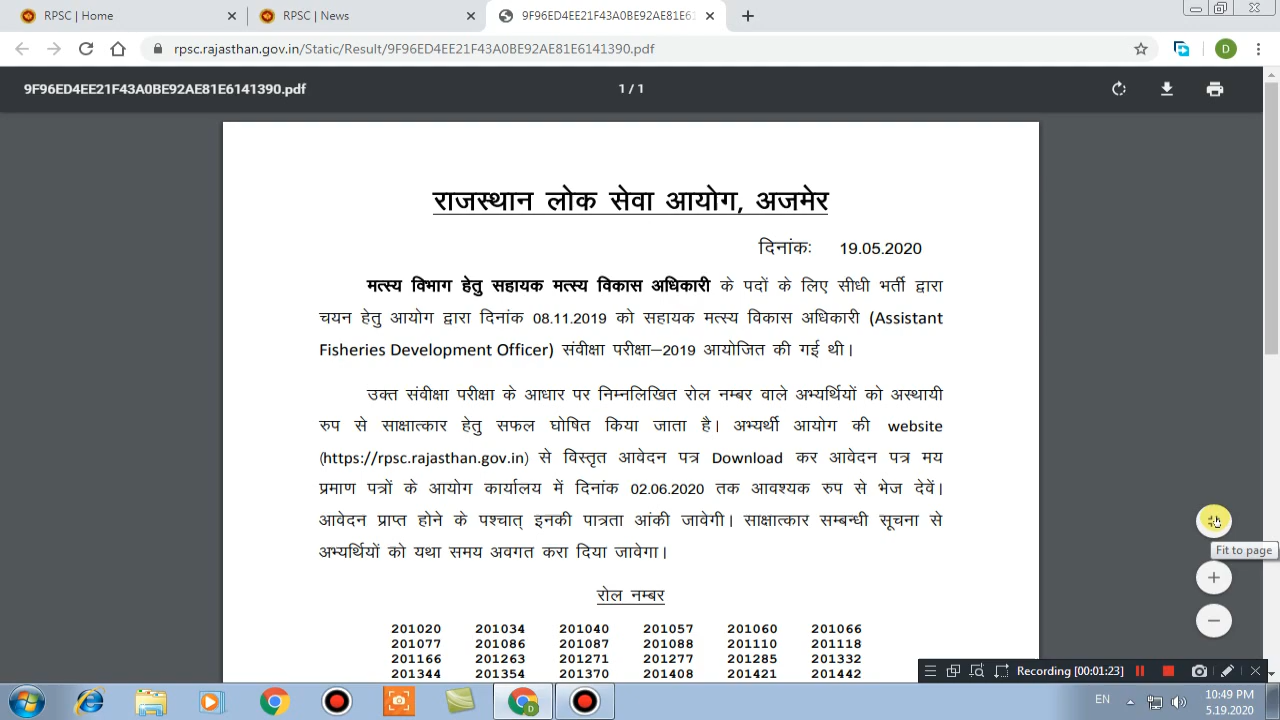 RPSC | Home
RPSC | News
9F96ED4EE21F43A0BE92AE81E61
rpsc.rajasthan.gov.in/Static/Result/9F96ED4EE21F43A0BE92AE81E6141390.pdf
D
9F96ED4EE21F43A0BE92AE81E6141390.pdf
1 / 1
राजस्थान लोक सेवा आयोग, अजमेर
दिनांकः 19.05.2020
मत्स्य विभाग हेतु सहायक मत्स्य विकास अधिकारी के पदों के लिए सीधी भर्ती द्वारा
चयन हेतु आयोग द्वारा दिनांक 08.11.2019 को सहायक मत्स्य विकास अधिकारी (Assistant
Fisheries Development Officer) संवीक्षा परीक्षा–2019 आयोजित की गई थी।
उक्त संवीक्षा परीक्षा के आधार पर निम्नलिखित रोल नम्बर वाले अभ्यर्थियों को अस्थायी
रुप से साक्षात्कार हेतु सफल घोषित किया जाता है। अभ्यर्थी आयोग की website
(https://rpsc.rajasthan.gov.in) से विस्तृत आवेदन पत्र Download कर आवेदन पत्र मय
प्रमाण पत्रों के आयोग कार्यालय में दिनांक 02.06.2020 तक आवश्यक रुप से भेज देवें।
आवेदन प्राप्त होने के पश्चात् इनकी पात्रता आंकी जावेगी। साक्षात्कार सम्बन्धी सूचना से
अभ्यर्थियों को यथा समय अवगत करा दिया जावेगा।
रोल नम्बर
201020 201034 201040 201057 201060 201066
201077 201086 201087 201088 201110 201118
201166 201263 201271 201277 201285 201332
201344 201354 201370 201408 201421 201442
Fit to page
Recording [00:01:23]
EN
10:49 PM
5.19.2020